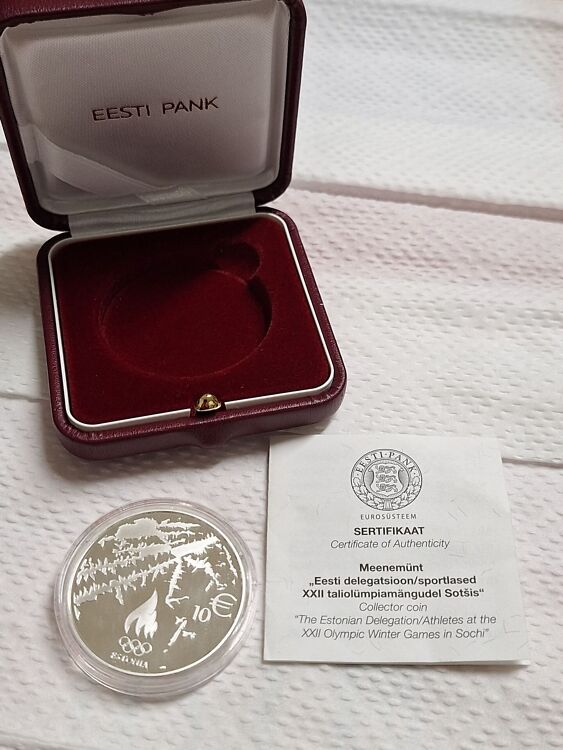 EESTI PANK
EESTI·PANK
EUROSÜSTEEM
SERTIFIKAAT
Certificate of Authenticity
Meenemünt
„Eesti delegatsioon/sportlased
XXII taliolümpiamängudel Sotšis“
Collector coin
"The Estonian Delegation/Athletes at the
XXII Olympic Winter Games in Sochi"
10 €
ESTONIA